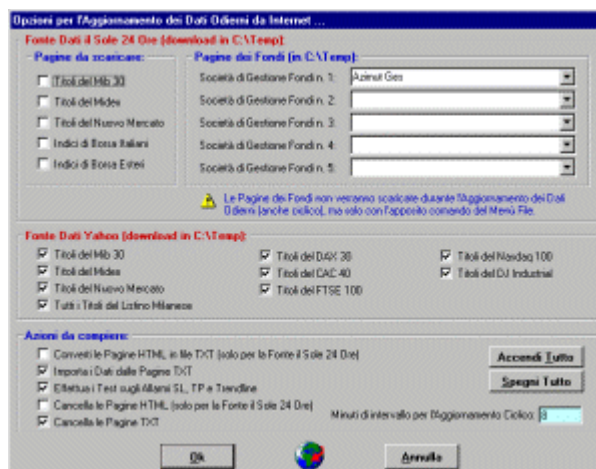 Opzioni per l'Aggiornamento dei Dati Odierni da Internet ...
Fonte Dati il Sole 24 Ore (download in C:\Temp):
Pagine da scaricare:
Titoli del Mib 30
Titoli del Midex
Titoli del Nuovo Mercato
Indici di Borsa Italiani
Indici di Borsa Esteri
Pagine dei Fondi (in C:\Temp):
Società di Gestione Fondi n. 1: Azimut Ges
Società di Gestione Fondi n. 2:
Società di Gestione Fondi n. 3:
Società di Gestione Fondi n. 4:
Società di Gestione Fondi n. 5:
Le Pagine dei Fondi non verranno scaricate durante l'Aggiornamento dei Dati
Odierni (anche ciclico), ma solo con l'apposito comando del Menù File.
Fonte Dati Yahoo (download in C:\Temp):
Titoli del Mib 30
Titoli del Midex
Titoli del Nuovo Mercato
Tutti i Titoli del Listino Milanese
Titoli del DAX 30
Titoli del CAC 40
Titoli del FTSE 100
Titoli del Nasdaq 100
Titoli del DJ Industrial
Azioni da compiere:
Converti le Pagine HTML in file TXT (solo per la Fonte il Sole 24 Ore)
Importa i Dati dalle Pagine TXT
Effettua i Test sugli Allarmi SL, TP e Trendline
Cancella le Pagine HTML (solo per la Fonte il Sole 24 Ore)
Cancella le Pagine TXT
Accendi Tutto
Spegni Tutto
Minuti di intervallo per l'Aggiornamento Ciclico:
Ok
Annulla